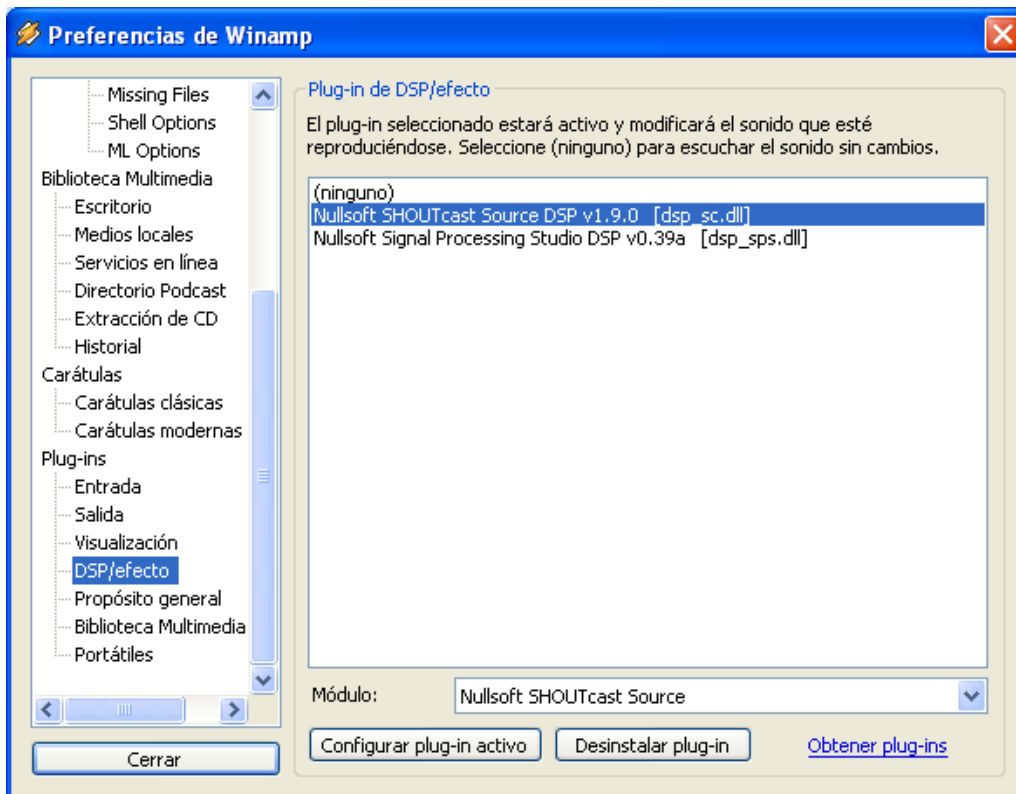 Preferencias de Winamp
Missing Files
Shell Options
ML Options
Biblioteca Multimedia
Escritorio
Medios locales
Servicios en línea
Directorio Podcast
Extracción de CD
Historial
Carátulas
Carátulas clásicas
Carátulas modernas
Plug-ins
Entrada
Salida
Visualización
DSP/efecto
Propósito general
Biblioteca Multimedia
Portátiles
Cerrar
Plug-in de DSP/efecto
El plug-in seleccionado estará activo y modificará el sonido que esté
reproduciéndose. Seleccione (ninguno) para escuchar el sonido sin cambios.
(ninguno)
Nullsoft SHOUTcast Source DSP v1.9.0 [dsp_sc.dll]
Nullsoft Signal Processing Studio DSP v0.39a [dsp_sps.dll]
Módulo: Nullsoft SHOUTcast Source
Configurar plug-in activo Desinstalar plug-in Obtener plug-ins